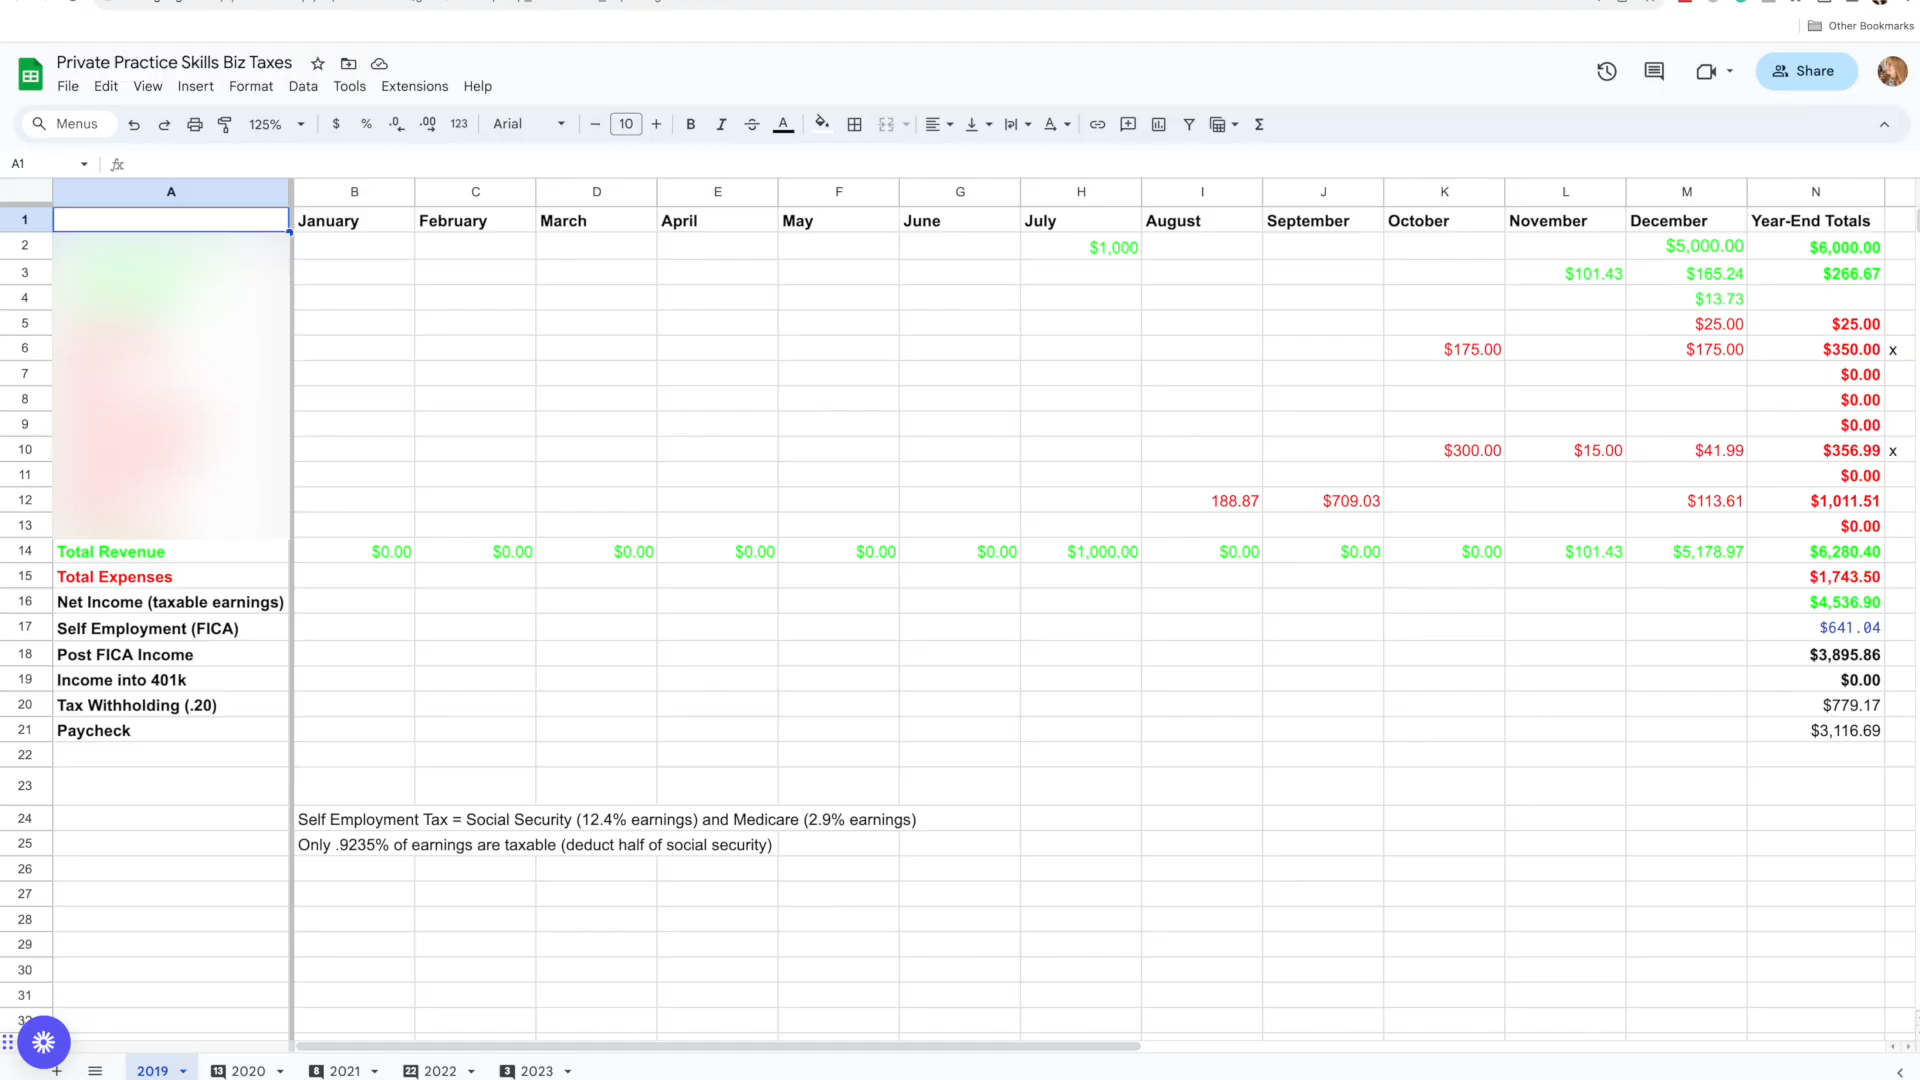 Other Bookmarks
Private Practice Skills Biz Taxes
File Edit View Insert Format Data Tools Extensions Help
Share
Menus 125% $ % .0 .00 123 Arial 10 B I A Σ
A1 fx
A B C D E F G H I J K L M N
1 January February March April May June July August September October November December Year-End Totals
2 $1,000 $5,000.00 $6,000.00
3 $101.43 $165.24 $266.67
4 $13.73
5 $25.00 $25.00
6 $175.00 $175.00 $350.00 x
7 $0.00
8 $0.00
9 $0.00
10 $300.00 $15.00 $41.99 $356.99 x
11 $0.00
12 188.87 $709.03 $113.61 $1,011.51
13 $0.00
14 Total Revenue $0.00 $0.00 $0.00 $0.00 $0.00 $0.00 $1,000.00 $0.00 $0.00 $0.00 $101.43 $5,178.97 $6,280.40
15 Total Expenses $1,743.50
16 Net Income (taxable earnings) $4,536.90
17 Self Employment (FICA) $641.04
18 Post FICA Income $3,895.86
19 Income into 401k $0.00
20 Tax Withholding (.20) $779.17
21 Paycheck $3,116.69
22
23
24 Self Employment Tax = Social Security (12.4% earnings) and Medicare (2.9% earnings)
25 Only .9235% of earnings are taxable (deduct half of social security)
26
27
28
29
30
31
32
2019 13 2020 8 2021 22 2022 3 2023